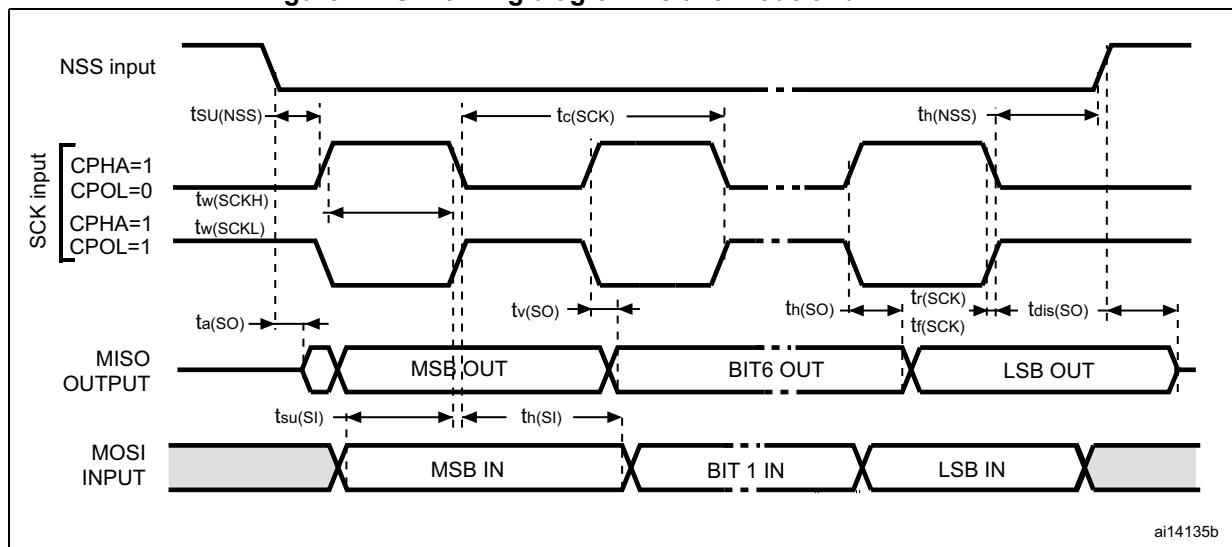 NSS input
tSU(NSS)
tc(SCK)
th(NSS)
SCK input
CPHA=1
CPOL=0
tw(SCKH)
CPHA=1
tw(SCKL)
CPOL=1
ta(SO)
tv(SO)
th(SO)
tr(SCK)
tf(SCK)
tdis(SO)
MISO
OUTPUT
MSB OUT
BIT6 OUT
LSB OUT
tsu(SI)
th(SI)
MOSI
INPUT
MSB IN
BIT 1 IN
LSB IN
ai14135b